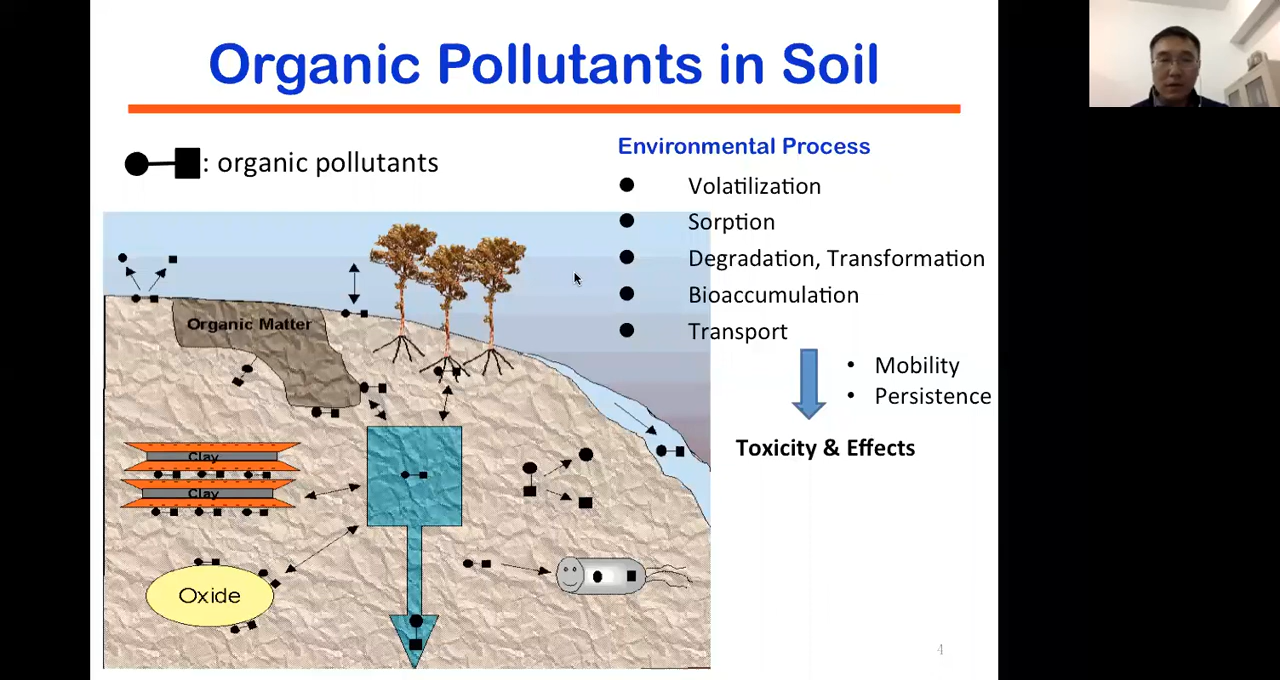 Organic Pollutants in Soil
: organic pollutants
Environmental Process
● Volatilization
● Sorption
● Degradation, Transformation
● Bioaccumulation
● Transport
• Mobility
• Persistence
Toxicity & Effects
Organic Matter
Clay
Clay
Oxide
4